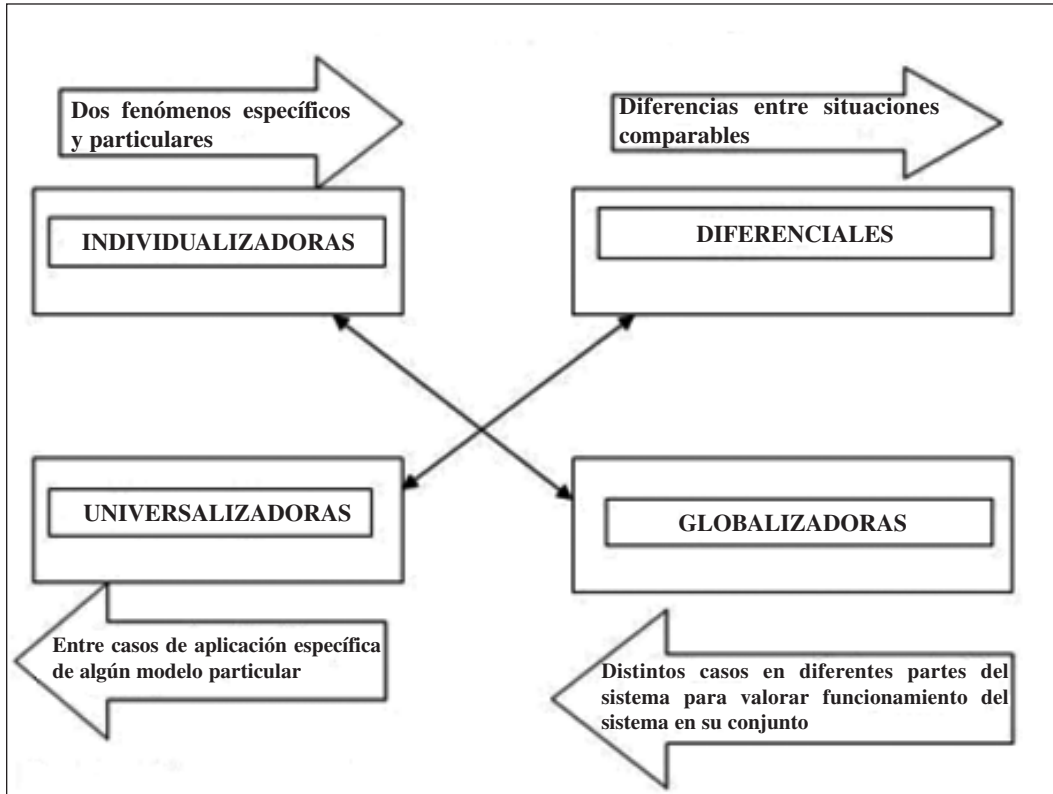 Dos fenómenos específicos
y particulares
Diferencias entre situaciones
comparables
INDIVIDUALIZADORAS
DIFERENCIALES
UNIVERSALIZADORAS
GLOBALIZADORAS
Entre casos de aplicación específica
de algún modelo particular
Distintos casos en diferentes partes del
sistema para valorar funcionamiento del
sistema en su conjunto